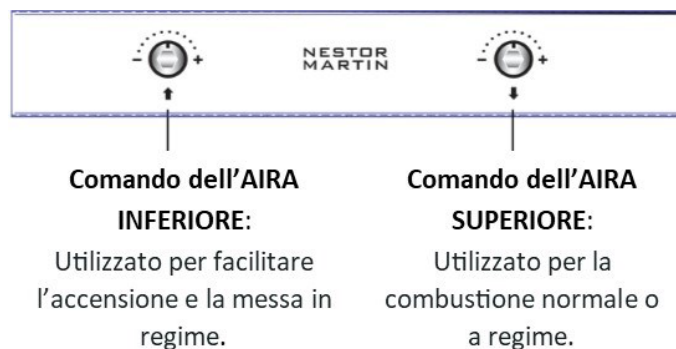 - +
NESTOR
MARTIN
- +
Comando dell’AIRA
INFERIORE:
Utilizzato per facilitare
l’accensione e la messa in
regime.
Comando dell’AIRA
SUPERIORE:
Utilizzato per la
combustione normale o
a regime.